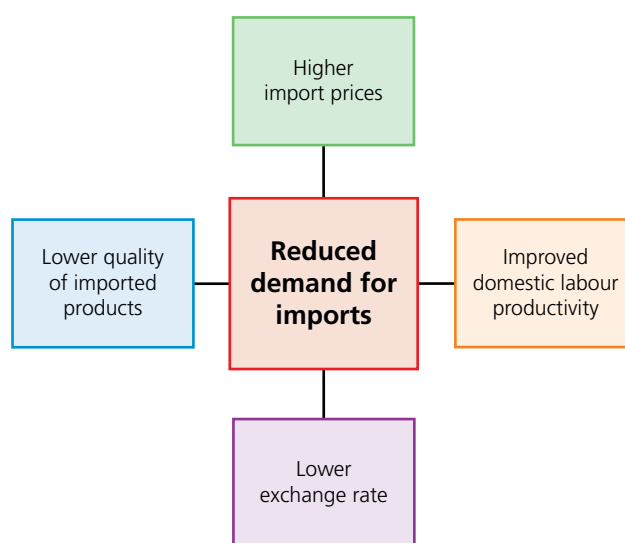 Higher
import prices
Lower quality
of imported
products
Reduced
demand for
imports
Improved
domestic labour
productivity
Lower
exchange rate